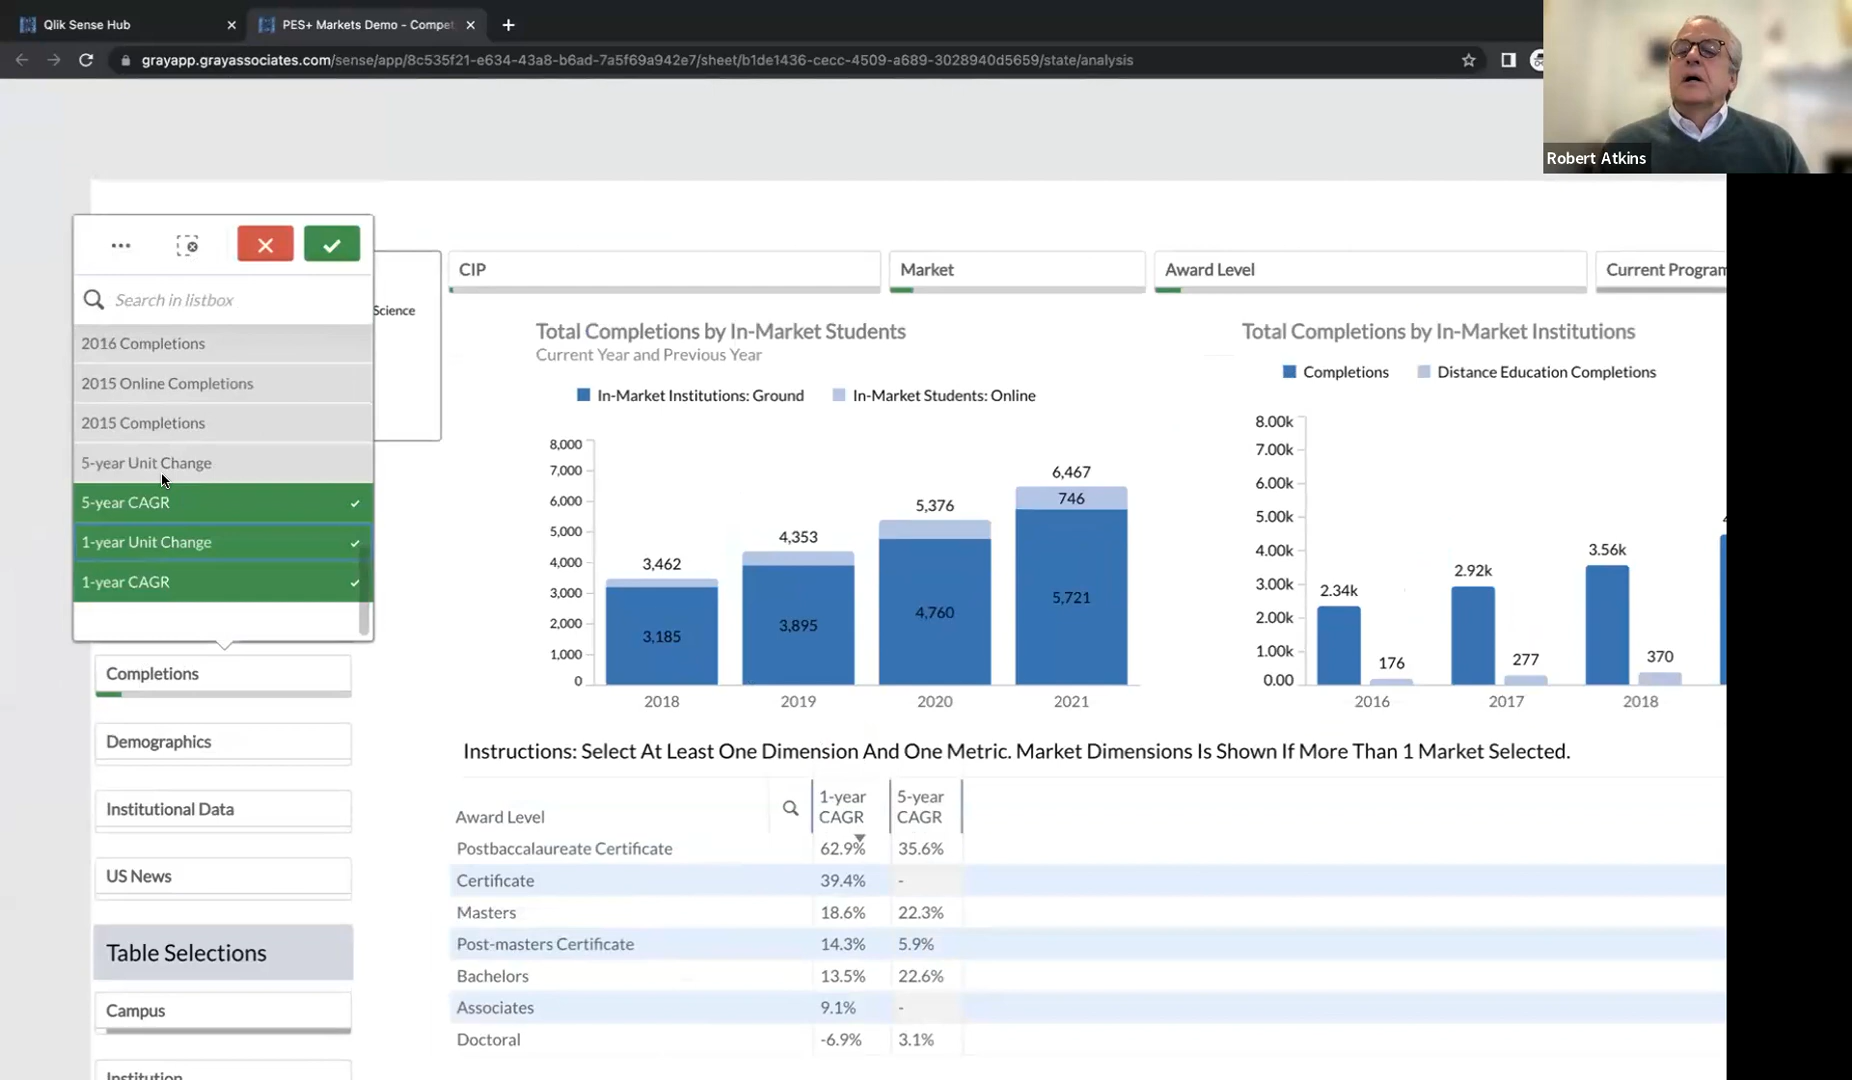 Qlik Sense Hub
PES+ Markets Demo - Compet
grayapp.grayassociates.com/sense/app/8c535f21-e634-43a8-b6ad-7a5f69a942e7/sheet/b1de1436-cecc-4509-a689-3028940d5659/state/analysis
Robert Atkins
Search in listbox
2016 Completions
2015 Online Completions
2015 Completions
5-year Unit Change
5-year CAGR
1-year Unit Change
1-year CAGR
Science
Completions
Demographics
Institutional Data
US News
Table Selections
Campus
Institution
CIP
Market
Award Level
Current Program
Total Completions by In-Market Students
Current Year and Previous Year
In-Market Institutions: Ground
In-Market Students: Online
8,000
7,000
6,000
5,000
4,000
3,000
2,000
1,000
0
3,462
3,185
4,353
3,895
5,376
4,760
6,467
746
5,721
2018
2019
2020
2021
Total Completions by In-Market Institutions
Completions
Distance Education Completions
8.00k
7.00k
6.00k
5.00k
4.00k
3.00k
2.00k
1.00k
0.00
2.34k
176
2.92k
277
3.56k
370
2016
2017
2018
Instructions: Select At Least One Dimension And One Metric. Market Dimensions Is Shown If More Than 1 Market Selected.
Award Level
1-year CAGR
5-year CAGR
Postbaccalaureate Certificate 62.9% 35.6%
Certificate 39.4% -
Masters 18.6% 22.3%
Post-masters Certificate 14.3% 5.9%
Bachelors 13.5% 22.6%
Associates 9.1% -
Doctoral -6.9% 3.1%